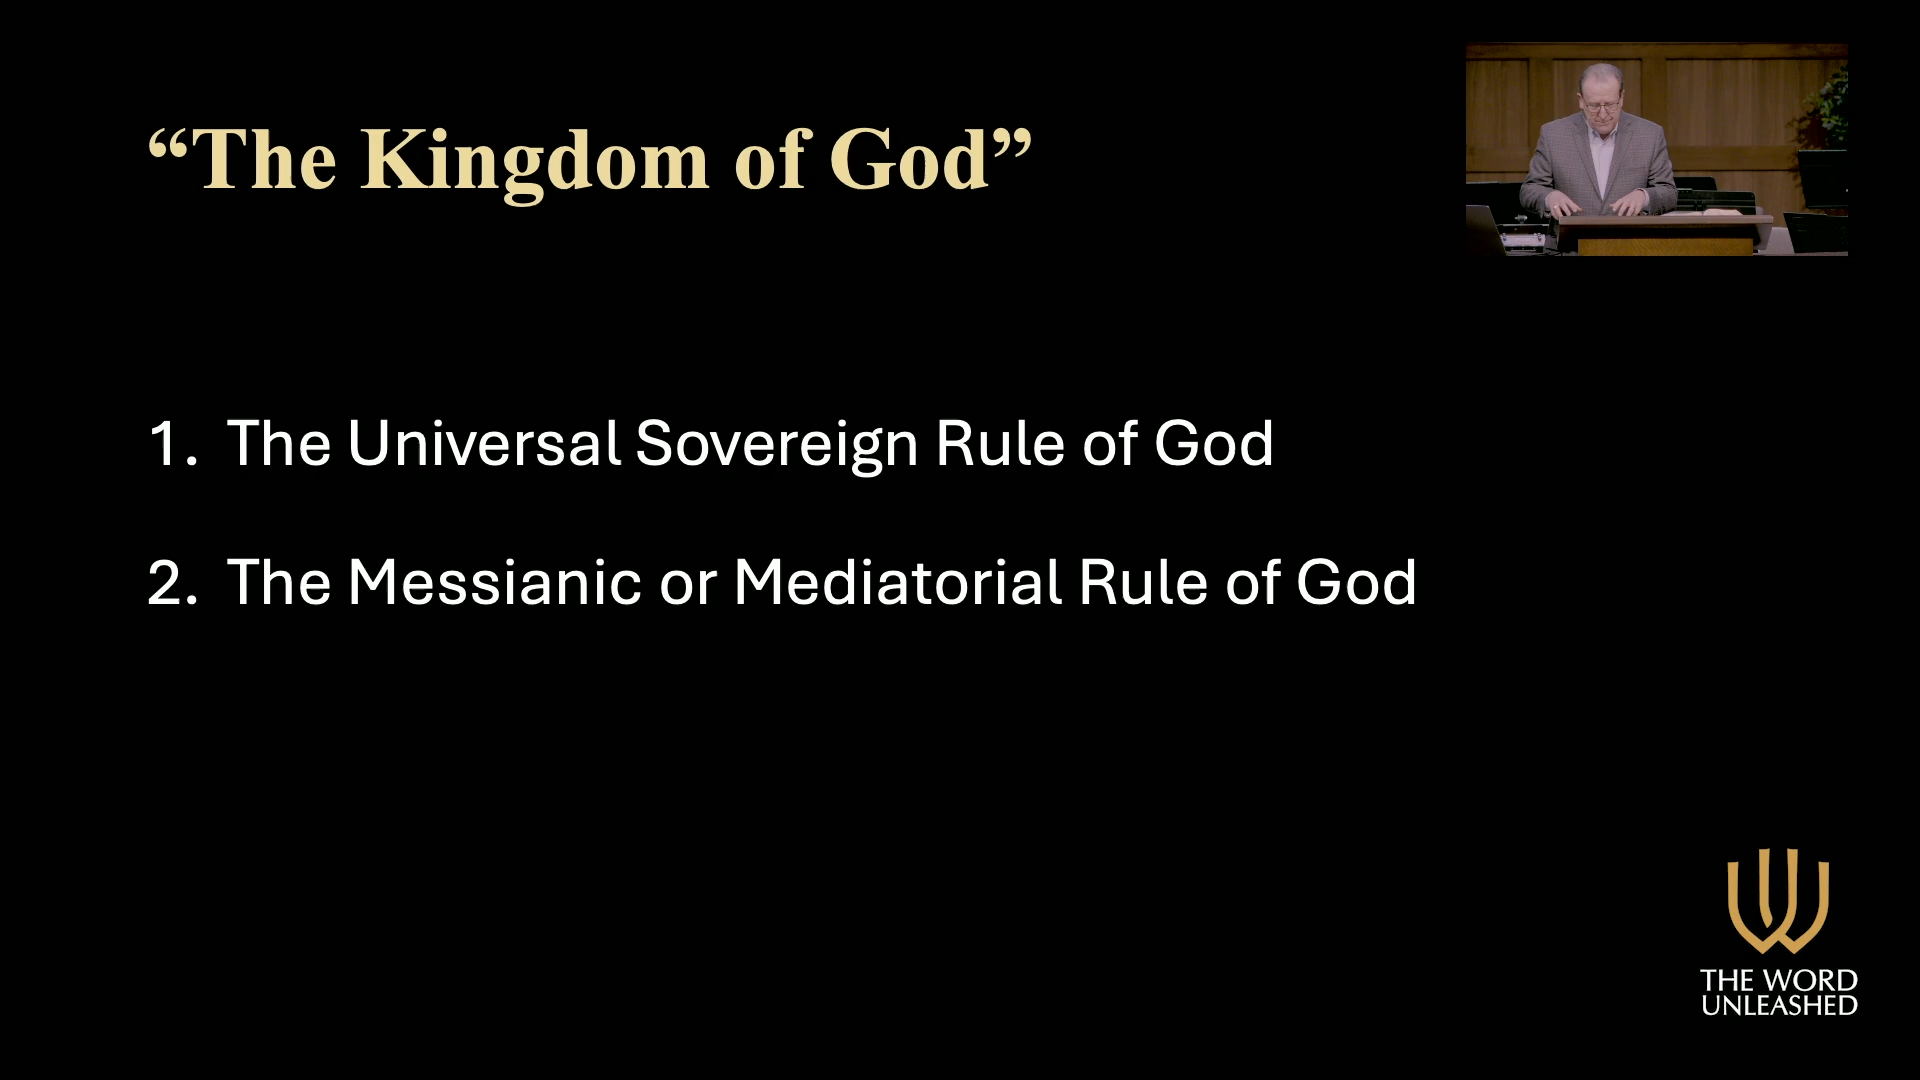 “The Kingdom of God”
1. The Universal Sovereign Rule of God
2. The Messianic or Mediatorial Rule of God
THE WORD
UNLEASHED